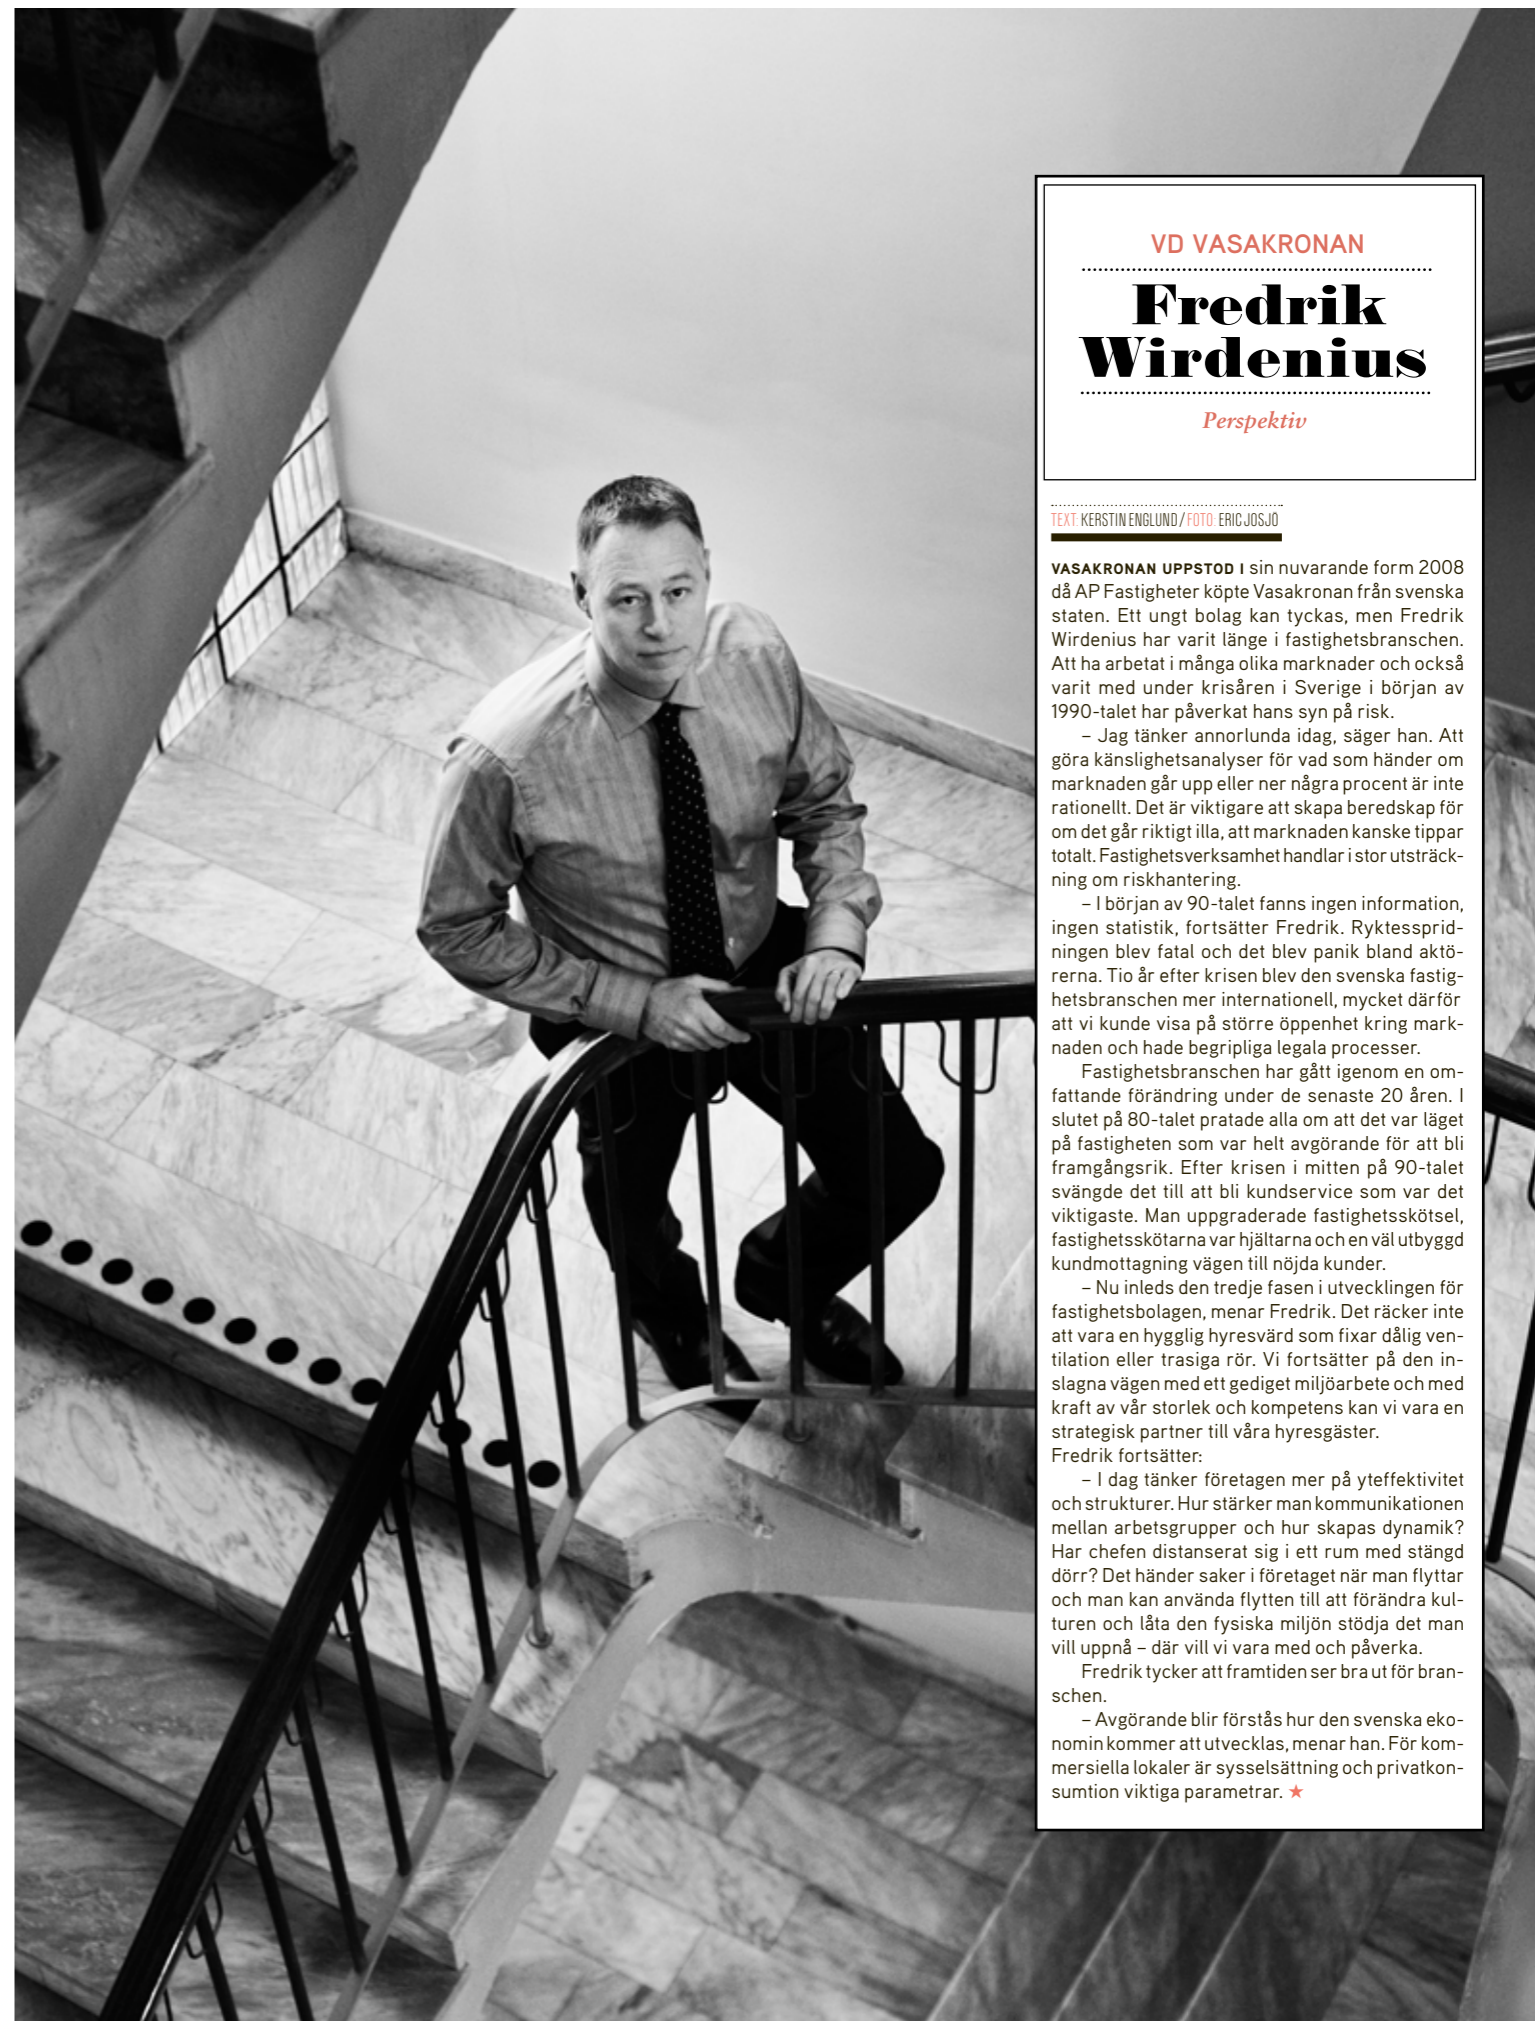 VD VASAKRONAN
Fredrik
Wirdenius
Perspektiv
TEXT: KERSTIN ENGLUND / FOTO: ERIC JOSJÖ
VASAKRONAN UPPSTOD I sin nuvarande form 2008
då AP Fastigheter köpte Vasakronan från svenska
staten. Ett ungt bolag kan tyckas, men Fredrik
Wirdenius har varit länge i fastighetsbranschen.
Att ha arbetat i många olika marknader och också
varit med under krisåren i Sverige i början av
1990-talet har påverkat hans syn på risk.
– Jag tänker annorlunda idag, säger han. Att
göra känslighetsanalyser för vad som händer om
marknaden går upp eller ner några procent är inte
rationellt. Det är viktigare att skapa beredskap för
om det går riktigt illa, att marknaden kanske tippar
totalt. Fastighetsverksamhet handlar i stor utsträck-
ning om riskhantering.
– I början av 90-talet fanns ingen information,
ingen statistik, fortsätter Fredrik. Ryktessprid-
ningen blev fatal och det blev panik bland aktö-
rerna. Tio år efter krisen blev den svenska fastig-
hetsbranschen mer internationell, mycket därför
att vi kunde visa på större öppenhet kring mark-
naden och hade begripliga legala processer.
Fastighetsbranschen har gått igenom en om-
fattande förändring under de senaste 20 åren. I
slutet på 80-talet pratade alla om att det var läget
på fastigheten som var helt avgörande för att bli
framgångsrik. Efter krisen i mitten på 90-talet
svängde det till att bli kundservice som var det
viktigaste. Man uppgraderade fastighetsskötsel,
fastighetsskötarna var hjältarna och en väl utbyggd
kundmottagning vägen till nöjda kunder.
– Nu inleds den tredje fasen i utvecklingen för
fastighetsbolagen, menar Fredrik. Det räcker inte
att vara en hygglig hyresvärd som fixar dålig ven-
tilation eller trasiga rör. Vi fortsätter på den in-
slagna vägen med ett gediget miljöarbete och med
kraft av vår storlek och kompetens kan vi vara en
strategisk partner till våra hyresgäster.
Fredrik fortsätter:
– I dag tänker företagen mer på yteffektivitet
och strukturer. Hur stärker man kommunikationen
mellan arbetsgrupper och hur skapas dynamik?
Har chefen distanserat sig i ett rum med stängd
dörr? Det händer saker i företaget när man flyttar
och man kan använda flytten till att förändra kul-
turen och låta den fysiska miljön stödja det man
vill uppnå – där vill vi vara med och påverka.
Fredrik tycker att framtiden ser bra ut för bran-
schen.
– Avgörande blir förstås hur den svenska eko-
nomin kommer att utvecklas, menar han. För kom-
mersiella lokaler är sysselsättning och privatkon-
sumtion viktiga parametrar. ★